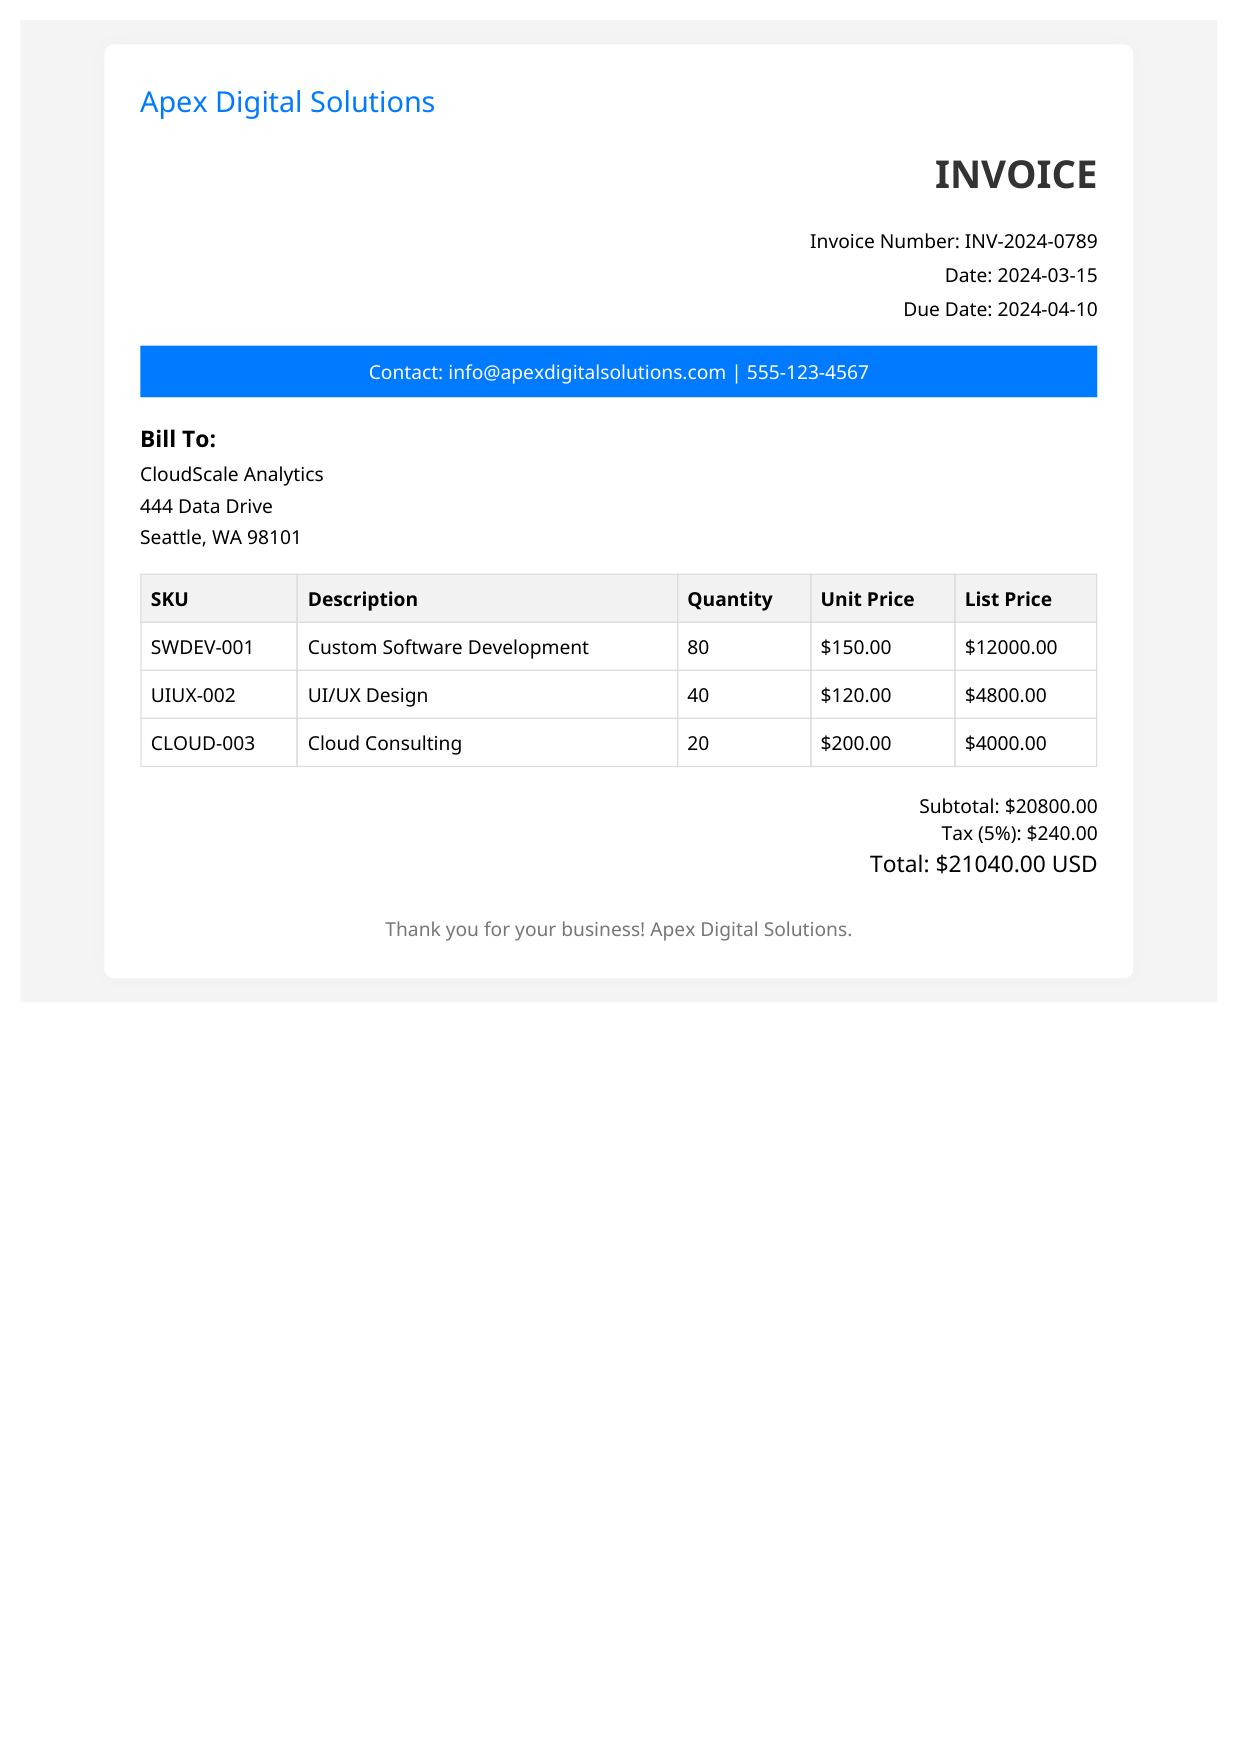 Apex Digital Solutions
INVOICE
Invoice Number: INV-2024-0789
Date: 2024-03-15
Due Date: 2024-04-10
Contact: info@apexdigitalsolutions.com | 555-123-4567
Bill To:
CloudScale Analytics
444 Data Drive
Seattle, WA 98101
SKU Description Quantity Unit Price List Price
SWDEV-001 Custom Software Development 80 $150.00 $12000.00
UIUX-002 UI/UX Design 40 $120.00 $4800.00
CLOUD-003 Cloud Consulting 20 $200.00 $4000.00
Subtotal: $20800.00
Tax (5%): $240.00
Total: $21040.00 USD
Thank you for your business! Apex Digital Solutions.